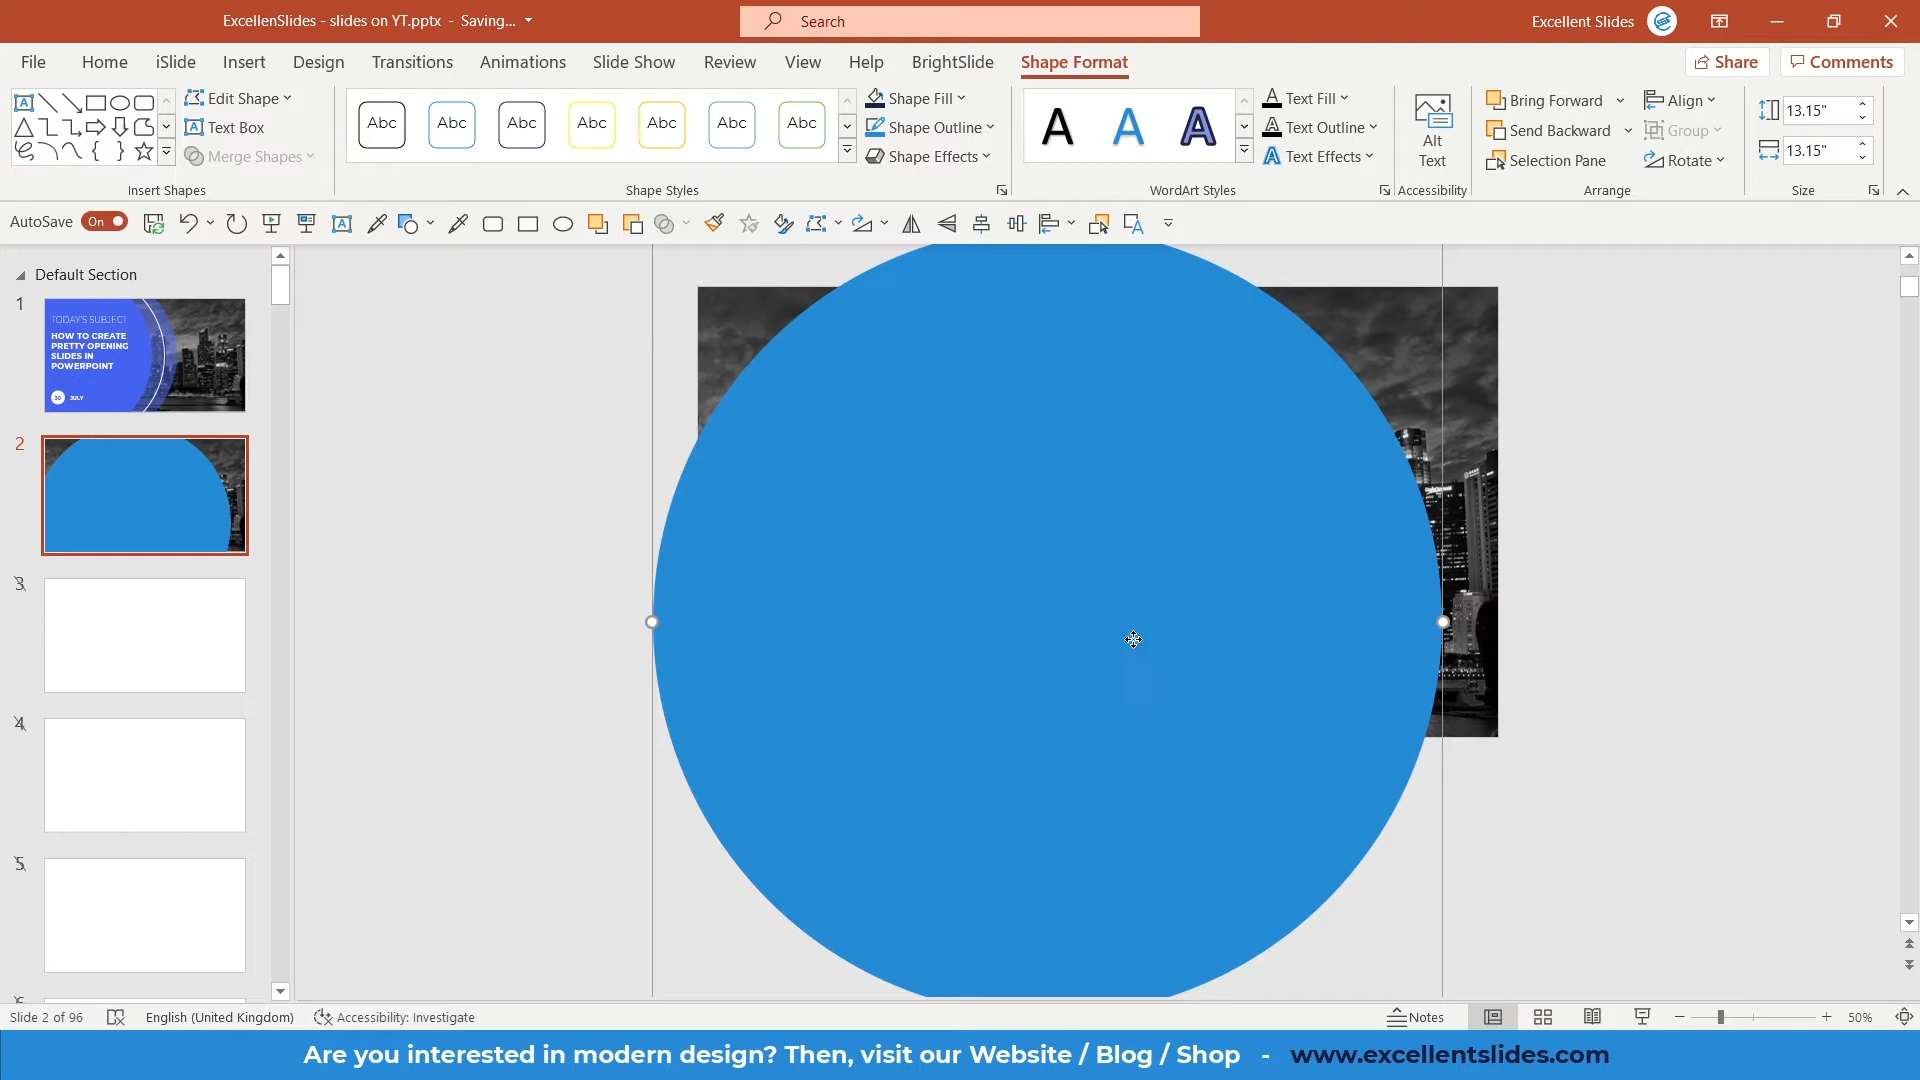 ExcellenSlides - slides on YT.pptx - Saving...
Search
Excellent Slides
File Home iSlide Insert Design Transitions Animations Slide Show Review View Help BrightSlide Shape Format Share Comments
Edit Shape
Text Box
Merge Shapes
Insert Shapes
Abc Abc Abc Abc Abc Abc Abc
Shape Fill
Shape Outline
Shape Effects
Shape Styles
A A A
Text Fill
Text Outline
Text Effects
WordArt Styles
Alt
Text
Accessibility
Bring Forward
Send Backward
Selection Pane
Align
Group
Rotate
Arrange
13.15"
13.15"
Size
AutoSave On
Default Section
1
TODAY'S SUBJECT
HOW TO CREATE
PRETTY OPENING
SLIDES IN
POWERPOINT
30 JULY
2
3
4
5
6
Slide 2 of 96
English (United Kingdom)
Accessibility: Investigate
Notes
50%
Are you interested in modern design? Then, visit our Website / Blog / Shop - www.excellentslides.com